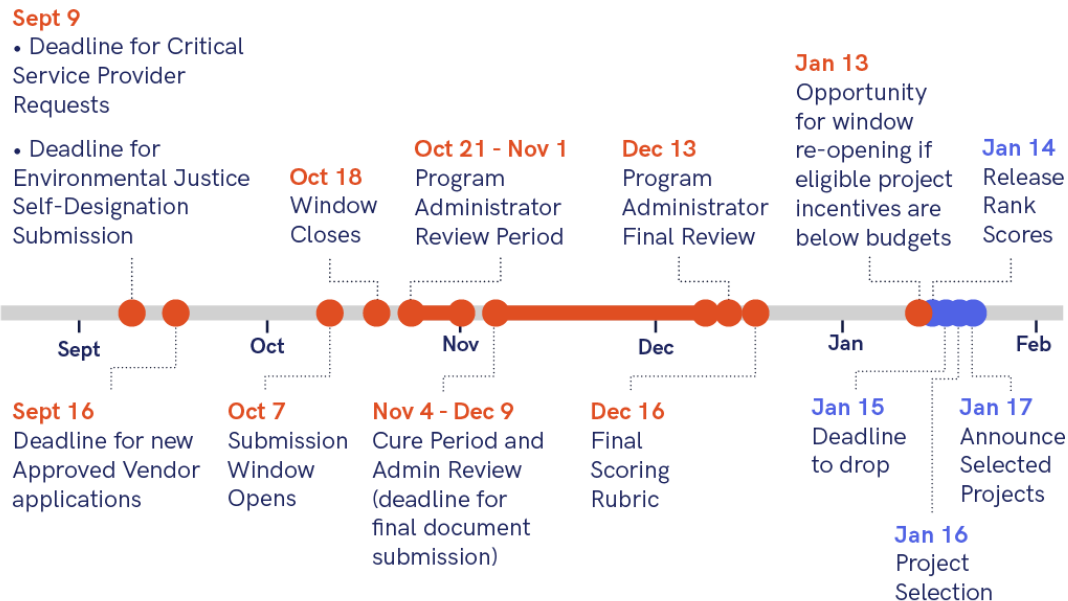 Sept 9
• Deadline for Critical
Service Provider
Requests
• Deadline for
Environmental Justice
Self-Designation
Submission
Oct 18
Window
Closes
Oct 21 - Nov 1
Program
Administrator
Review Period
Dec 13
Program
Administrator
Final Review
Jan 13
Opportunity
for window
re-opening if
eligible project
incentives are
below budgets
Jan 14
Release
Rank
Scores
Sept
Oct
Nov
Dec
Jan
Feb
Sept 16
Deadline for new
Approved Vendor
applications
Oct 7
Submission
Window
Opens
Nov 4 - Dec 9
Cure Period and
Admin Review
(deadline for
final document
submission)
Dec 16
Final
Scoring
Rubric
Jan 15
Deadline
to drop
Jan 16
Project
Selection
Jan 17
Announce
Selected
Projects